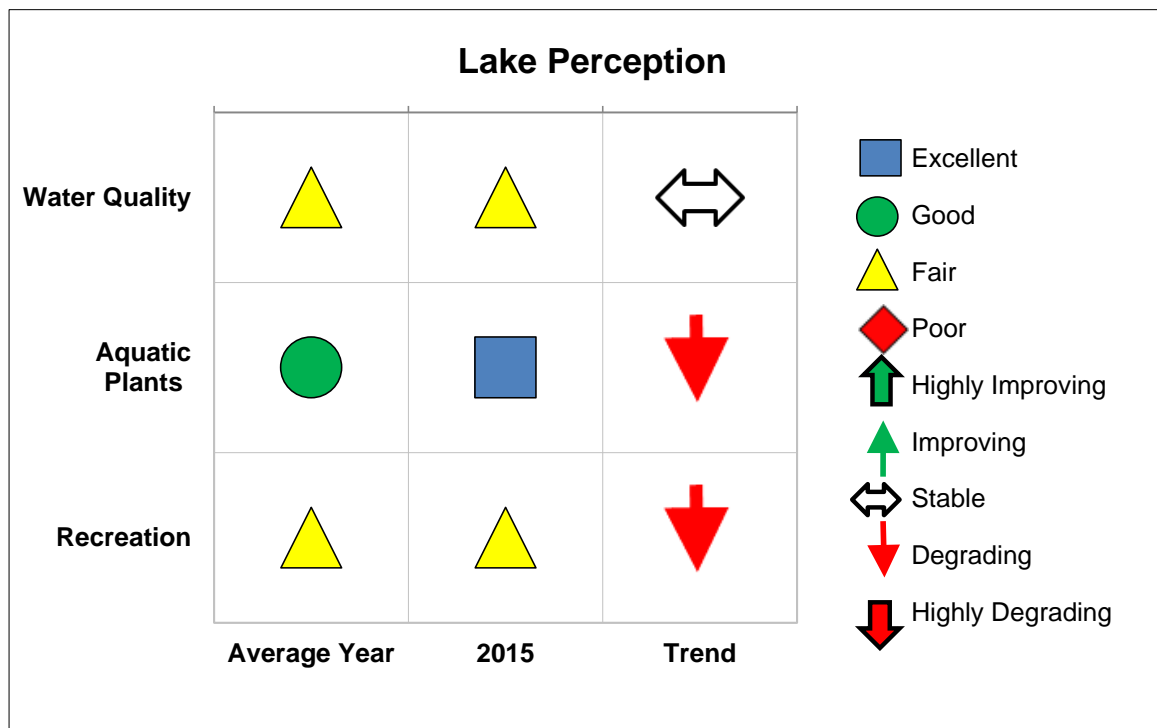 Lake Perception
Water Quality
Aquatic
Plants
Recreation
Average Year
2015
Trend
Excellent
Good
Fair
Poor
Highly Improving
Improving
Stable
Degrading
Highly Degrading